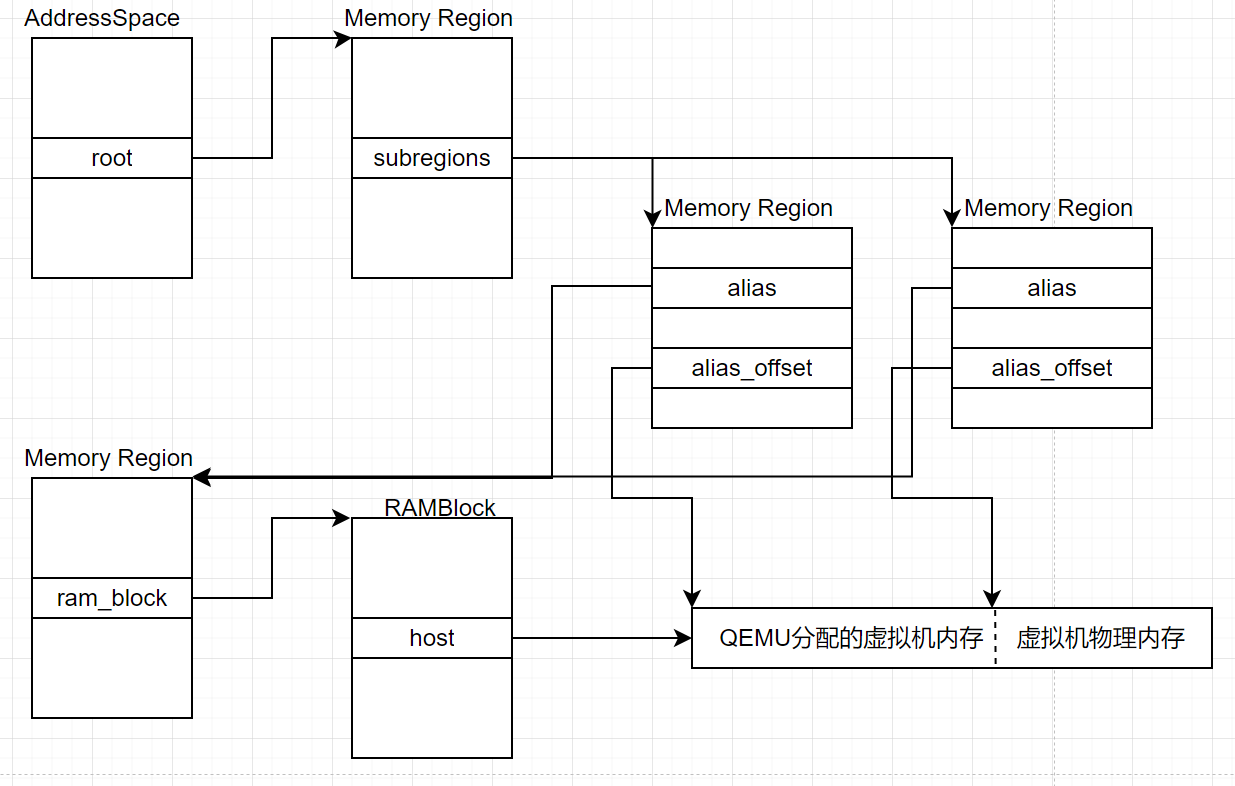 AddressSpace
Memory Region
root
subregions
Memory Region
Memory Region
alias
alias
alias_offset
alias_offset
Memory Region
RAMBlock
ram_block
host
QEMU分配的虚拟机内存
虚拟机物理内存